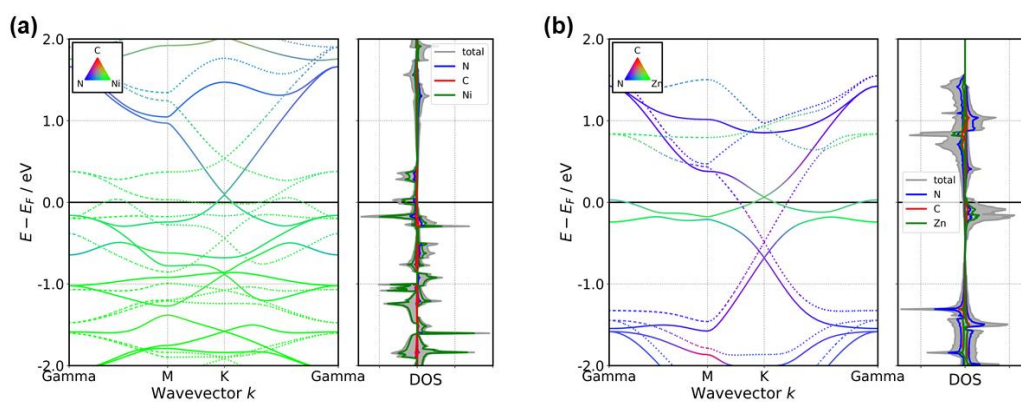 (a)
C
N Ni
2.0
1.0
0.0
-1.0
-2.0
E - E_F / eV
Gamma M K Gamma
Wavevector k
total
N
C
Ni
DOS
(b)
C
N Zn
2.0
1.0
0.0
-1.0
-2.0
E - E_F / eV
Gamma M K Gamma
Wavevector k
total
N
C
Zn
DOS